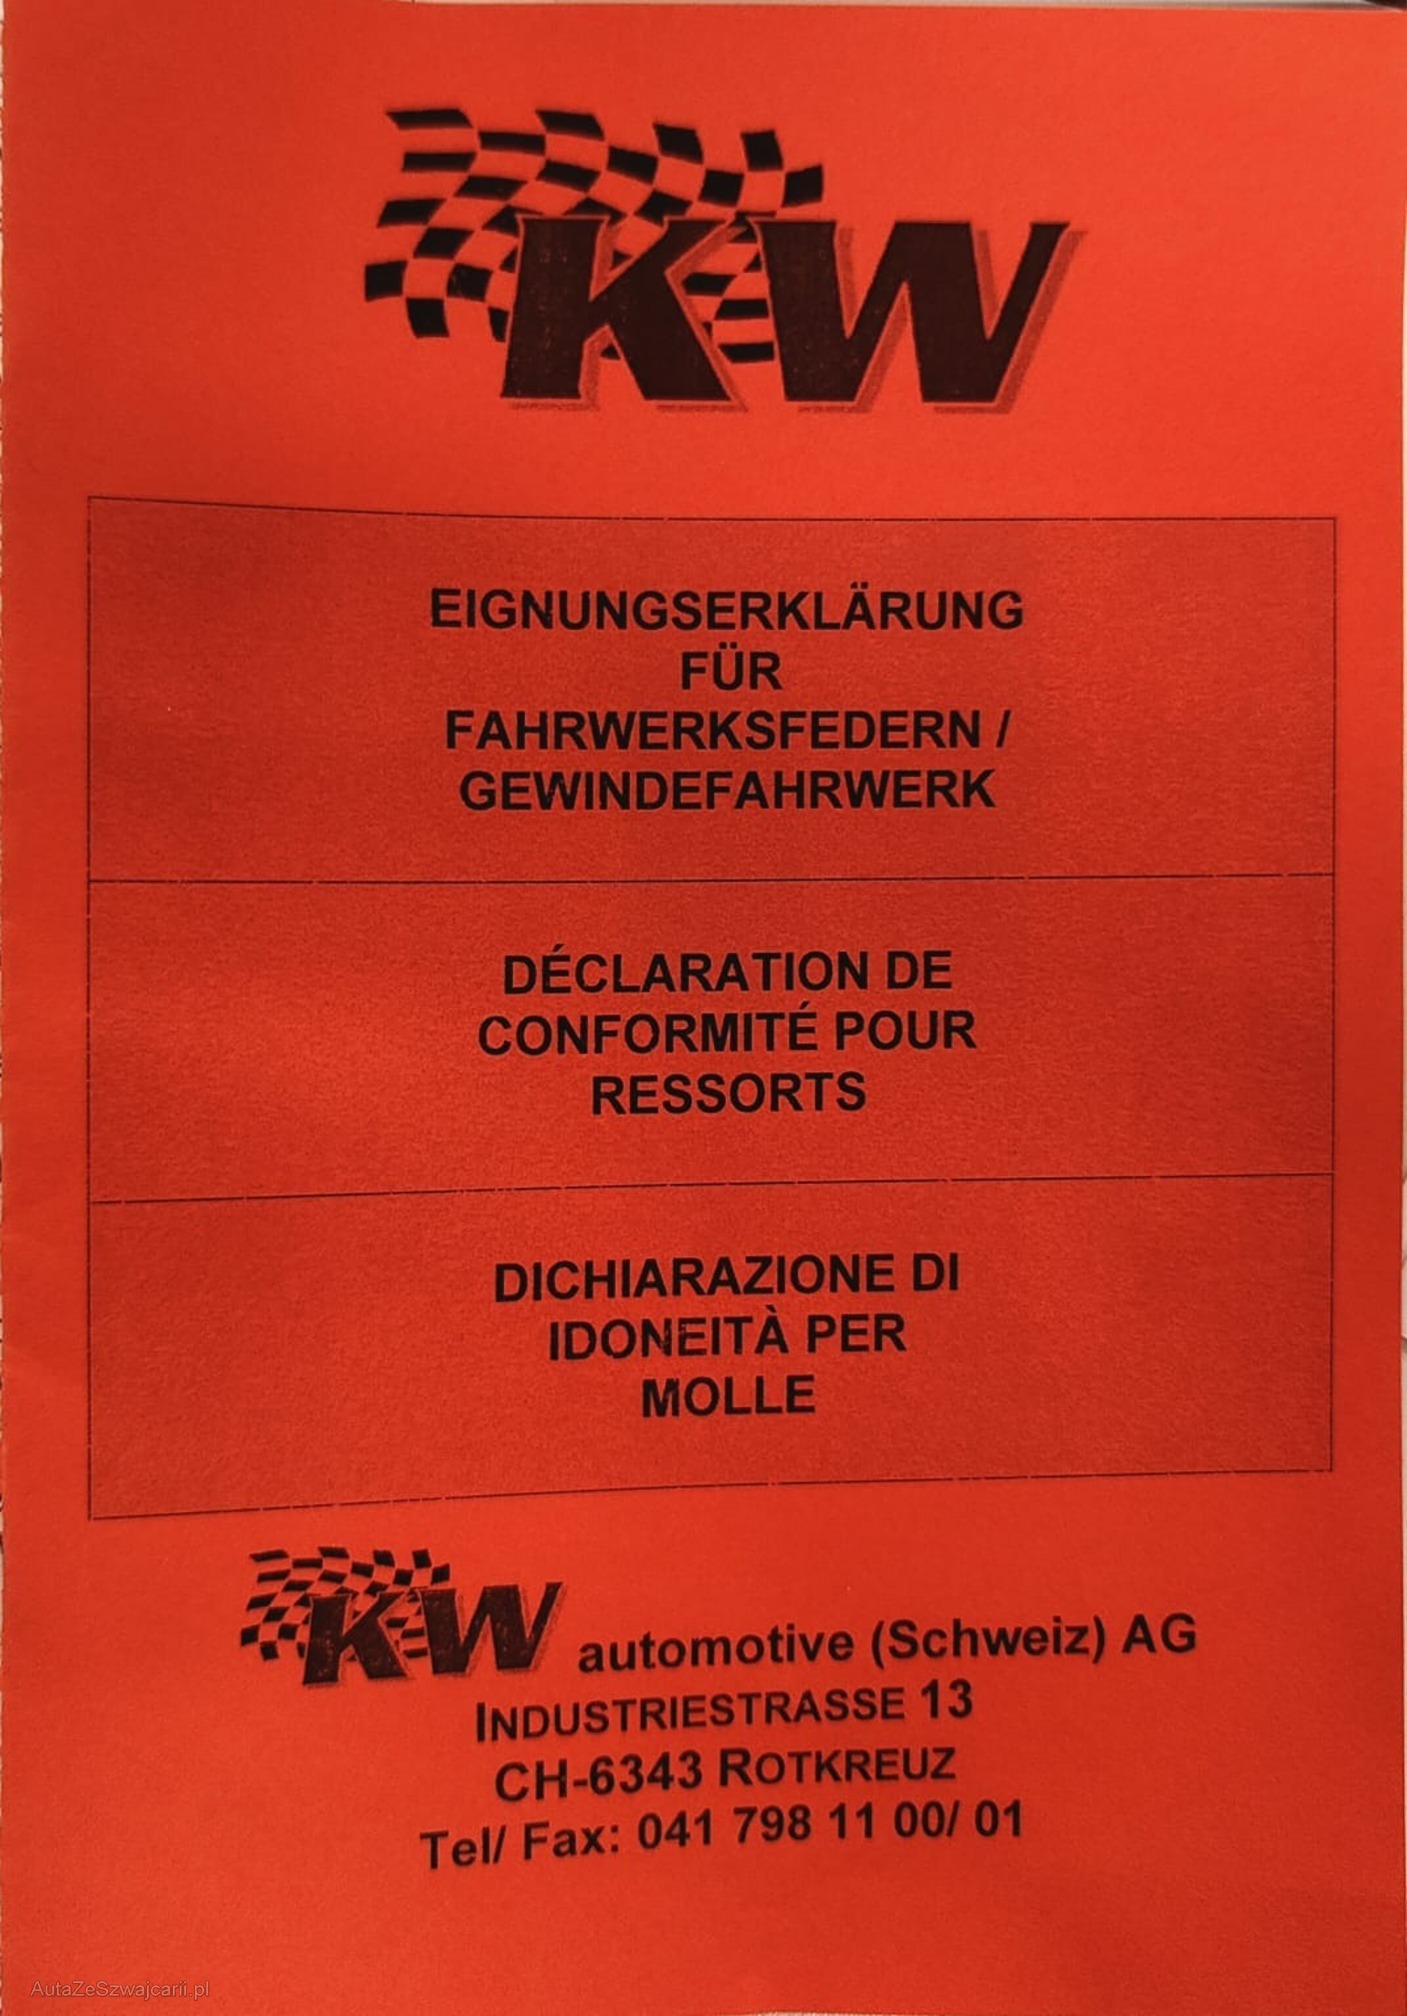 KW
EIGNUNGSERKLÄRUNG
FÜR
FAHRWERKSFEDERN /
GEWINDEFAHRWERK
DÉCLARATION DE
CONFORMITÉ POUR
RESSORTS
DICHIARAZIONE DI
IDONEITÀ PER
MOLLE
KW automotive (Schweiz) AG
INDUSTRIESTRASSE 13
CH-6343 ROTKREUZ
Tel/ Fax: 041 798 11 00/ 01
AutaZeSzwajcarii.pl